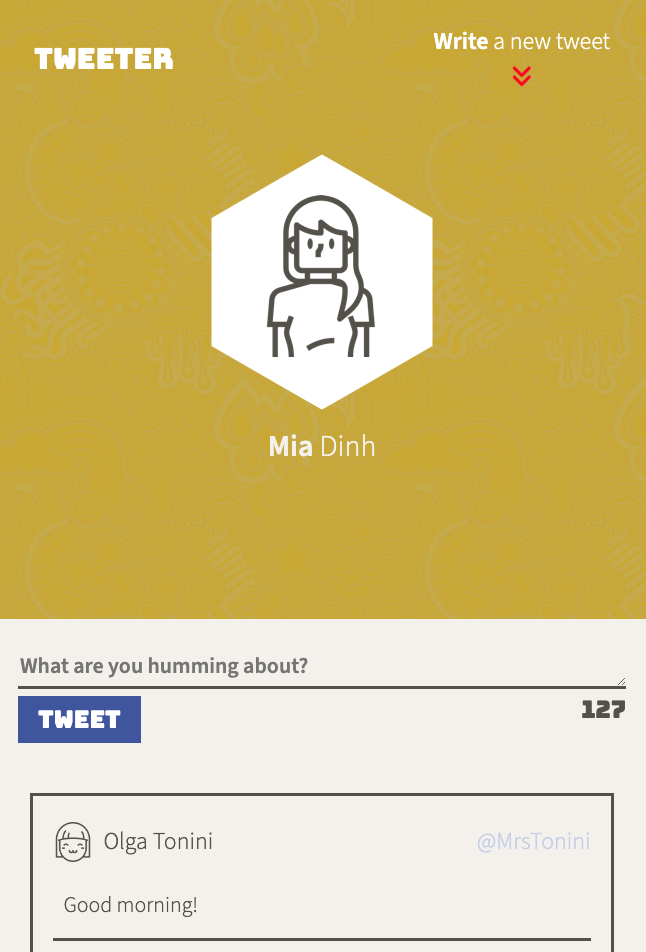 TWEETER
Write a new tweet
Mia Dinh
What are you humming about?
TWEET
127
Olga Tonini
@MrsTonini
Good morning!